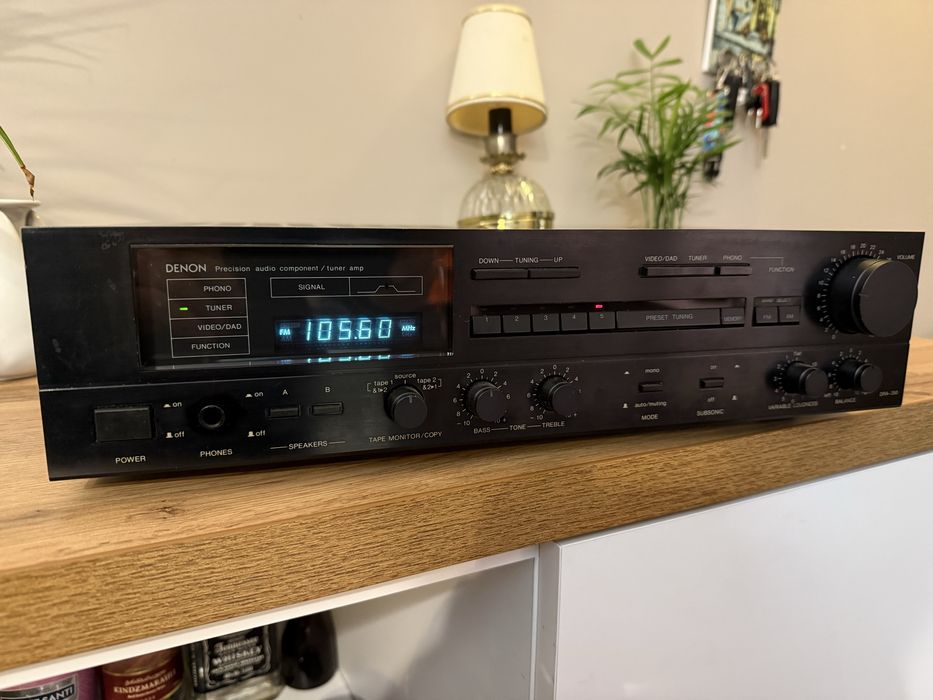 DENON Precision audio component / tuner amp
PHONO
TUNER
VIDEO/DAD
FUNCTION
SIGNAL
FM 105.60 MHz
DOWN TUNING UP
VIDEO/DAD TUNER PHONO
FUNCTION
VOLUME
1 2 3 4 5 PRESET TUNING MEMORY
FM AM
POWER
on
off
PHONES
on
off
A B
SPEAKERS
source
tape 1 tape 2
TAPE MONITOR/COPY
BASS TONE TREBLE
mono
auto/muting
MODE
on
off
SUBSONIC
VARIABLE LOUDNESS
BALANCE
Tennessee
WHISKEY
KINDZMARAULI